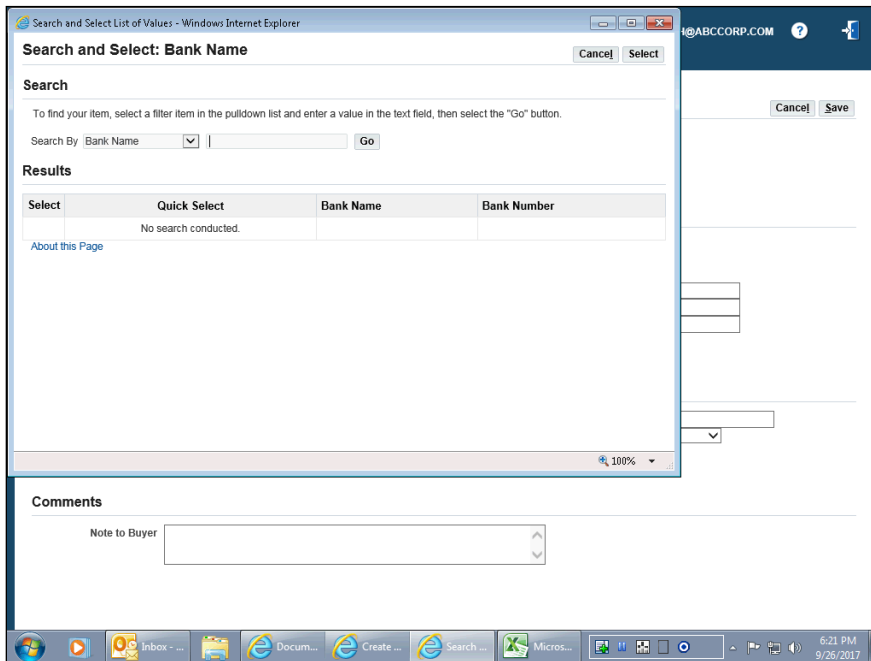 Search and Select List of Values - Windows Internet Explorer
@ABCCORP.COM
Search and Select: Bank Name
Cancel Select
Cancel Save
Search
To find your item, select a filter item in the pulldown list and enter a value in the text field, then select the "Go" button.
Search By Bank Name Go
Results
Select Quick Select Bank Name Bank Number
No search conducted.
About this Page
100%
Comments
Note to Buyer
Inbox - ... Docum... Create ... Search ... Micros...
6:21 PM
9/26/2017